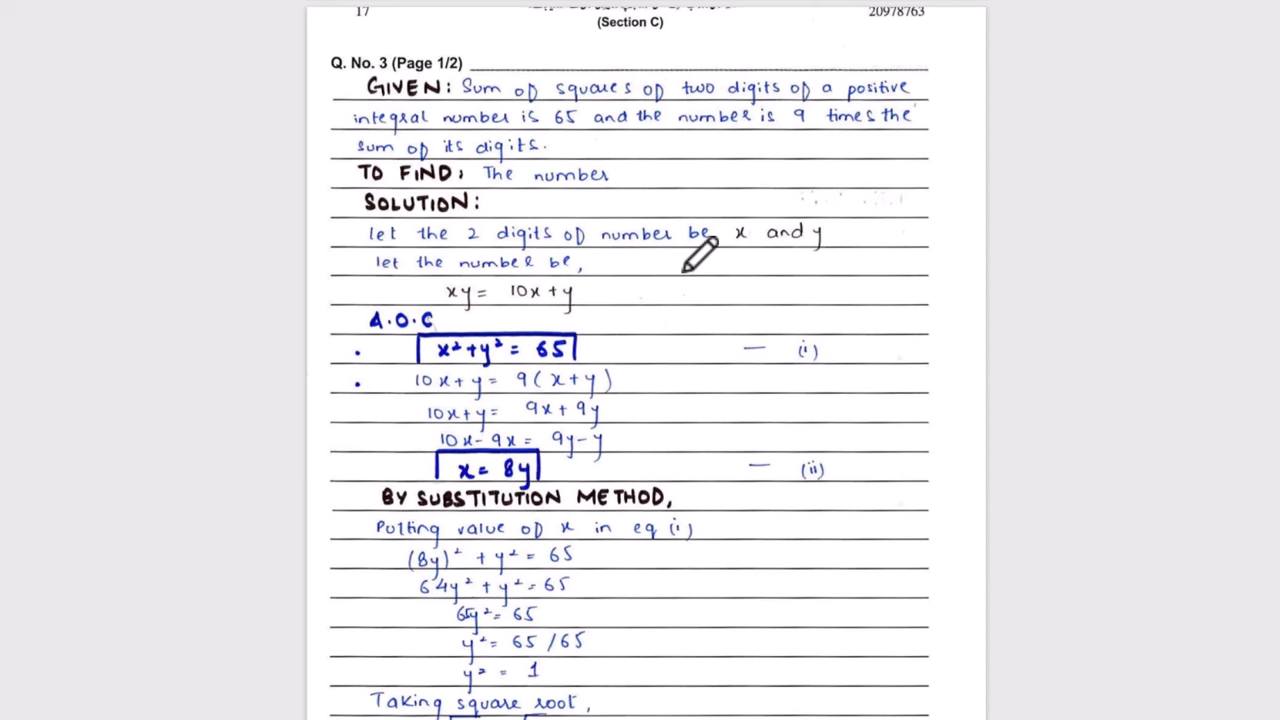 17
20978763
(Section C)
Q. No. 3 (Page 1/2)
GIVEN: Sum of squares of two digits of a positive
integral number is 65 and the number is 9 times the
sum of its digits.
TO FIND: The number
SOLUTION:
let the 2 digits of number be x and y
let the number be,
xy = 10x + y
A.O.C
• x² + y² = 65 — (i)
• 10x + y = 9(x + y)
10x + y = 9x + 9y
10x - 9x = 9y - y
x = 8y — (ii)
BY SUBSTITUTION METHOD,
Putting value of x in eq (i)
(8y)² + y² = 65
64y² + y² = 65
65y² = 65
y² = 65 / 65
y² = 1
Taking square root,